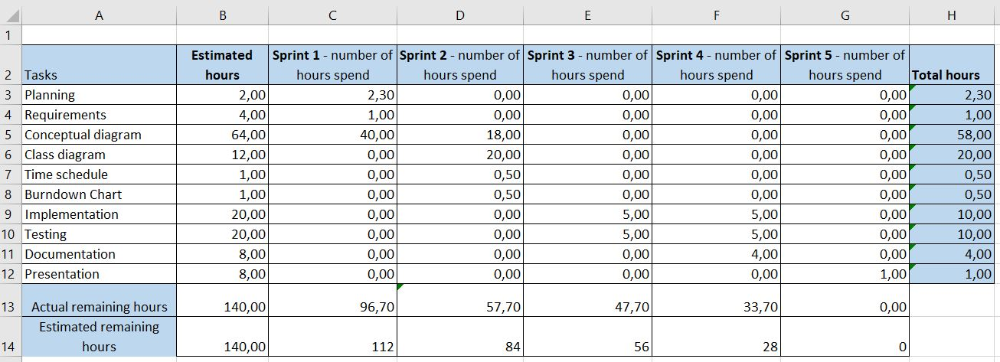 A B C D E F G H
1
2 Tasks Estimated hours Sprint 1 - number of hours spend Sprint 2 - number of hours spend Sprint 3 - number of hours spend Sprint 4 - number of hours spend Sprint 5 - number of hours spend Total hours
3 Planning 2,00 2,30 0,00 0,00 0,00 0,00 2,30
4 Requirements 4,00 1,00 0,00 0,00 0,00 0,00 1,00
5 Conceptual diagram 64,00 40,00 18,00 0,00 0,00 0,00 58,00
6 Class diagram 12,00 0,00 20,00 0,00 0,00 0,00 20,00
7 Time schedule 1,00 0,00 0,50 0,00 0,00 0,00 0,50
8 Burndown Chart 1,00 0,00 0,50 0,00 0,00 0,00 0,50
9 Implementation 20,00 0,00 0,00 5,00 5,00 0,00 10,00
10 Testing 20,00 0,00 0,00 5,00 5,00 0,00 10,00
11 Documentation 8,00 0,00 0,00 0,00 4,00 0,00 4,00
12 Presentation 8,00 0,00 0,00 0,00 0,00 1,00 1,00
13 Actual remaining hours 140,00 96,70 57,70 47,70 33,70 0,00
14 Estimated remaining hours 140,00 112 84 56 28 0